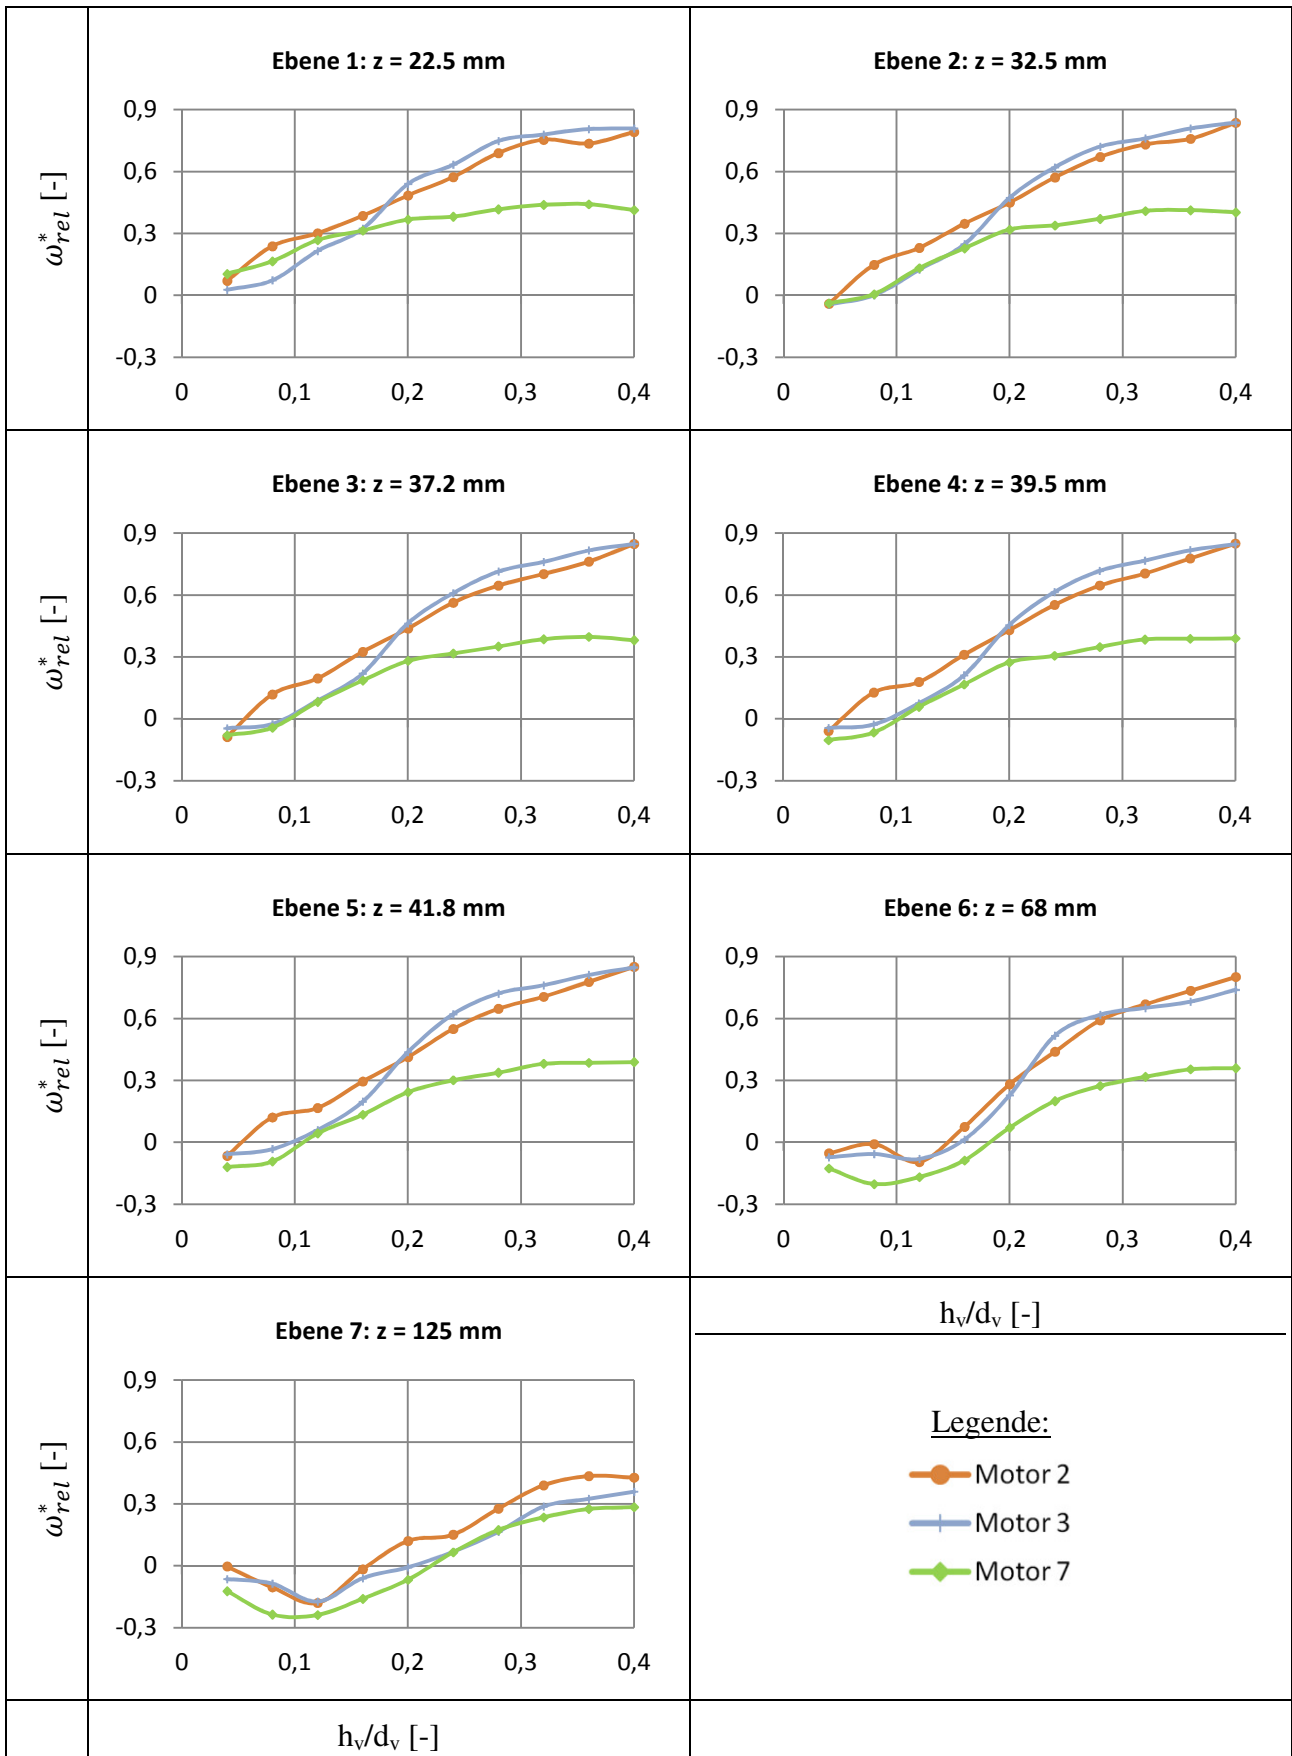 Ebene 1: z = 22.5 mm
ω*rel [-]
0,9
0,6
0,3
0
-0,3
0 0,1 0,2 0,3 0,4
Ebene 2: z = 32.5 mm
0,9
0,6
0,3
0
-0,3
0 0,1 0,2 0,3 0,4
Ebene 3: z = 37.2 mm
ω*rel [-]
0,9
0,6
0,3
0
-0,3
0 0,1 0,2 0,3 0,4
Ebene 4: z = 39.5 mm
0,9
0,6
0,3
0
-0,3
0 0,1 0,2 0,3 0,4
Ebene 5: z = 41.8 mm
ω*rel [-]
0,9
0,6
0,3
0
-0,3
0 0,1 0,2 0,3 0,4
Ebene 6: z = 68 mm
0,9
0,6
0,3
0
-0,3
0 0,1 0,2 0,3 0,4
Ebene 7: z = 125 mm
ω*rel [-]
0,9
0,6
0,3
0
-0,3
0 0,1 0,2 0,3 0,4
hv/dv [-]
Legende:
Motor 2
Motor 3
Motor 7
hv/dv [-]